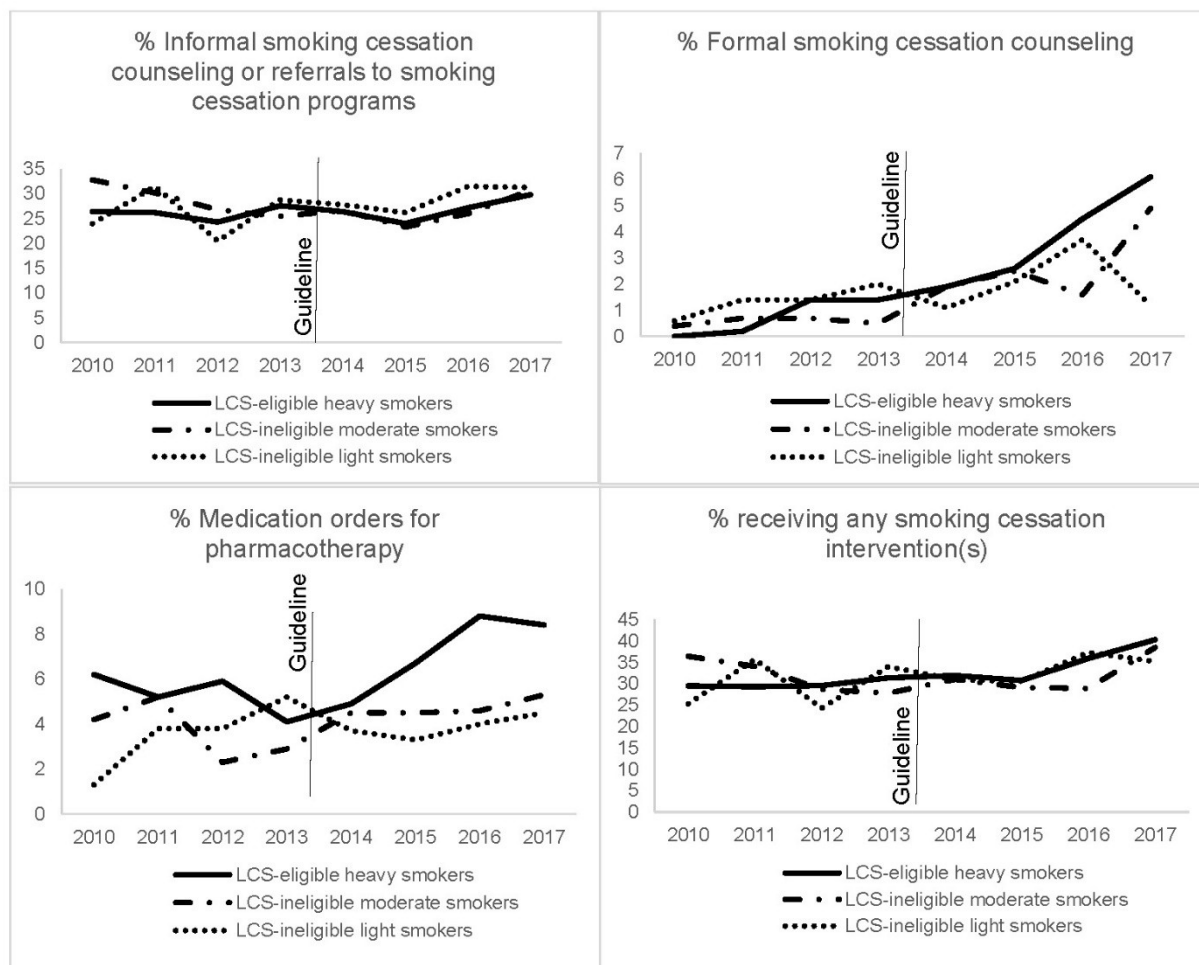 % Informal smoking cessation
counseling or referrals to smoking
cessation programs
35
30
25
20
15
10
5
0
Guideline
2010 2011 2012 2013 2014 2015 2016 2017
LCS-eligible heavy smokers
LCS-ineligible moderate smokers
LCS-ineligible light smokers
% Formal smoking cessation counseling
7
6
5
4
3
2
1
0
Guideline
2010 2011 2012 2013 2014 2015 2016 2017
LCS-eligible heavy smokers
LCS-ineligible moderate smokers
LCS-ineligible light smokers
% Medication orders for
pharmacotherapy
10
8
6
4
2
0
Guideline
2010 2011 2012 2013 2014 2015 2016 2017
LCS-eligible heavy smokers
LCS-ineligible moderate smokers
LCS-ineligible light smokers
% receiving any smoking cessation
intervention(s)
45
40
35
30
25
20
15
10
5
0
Guideline
2010 2011 2012 2013 2014 2015 2016 2017
LCS-eligible heavy smokers
LCS-ineligible moderate smokers
LCS-ineligible light smokers